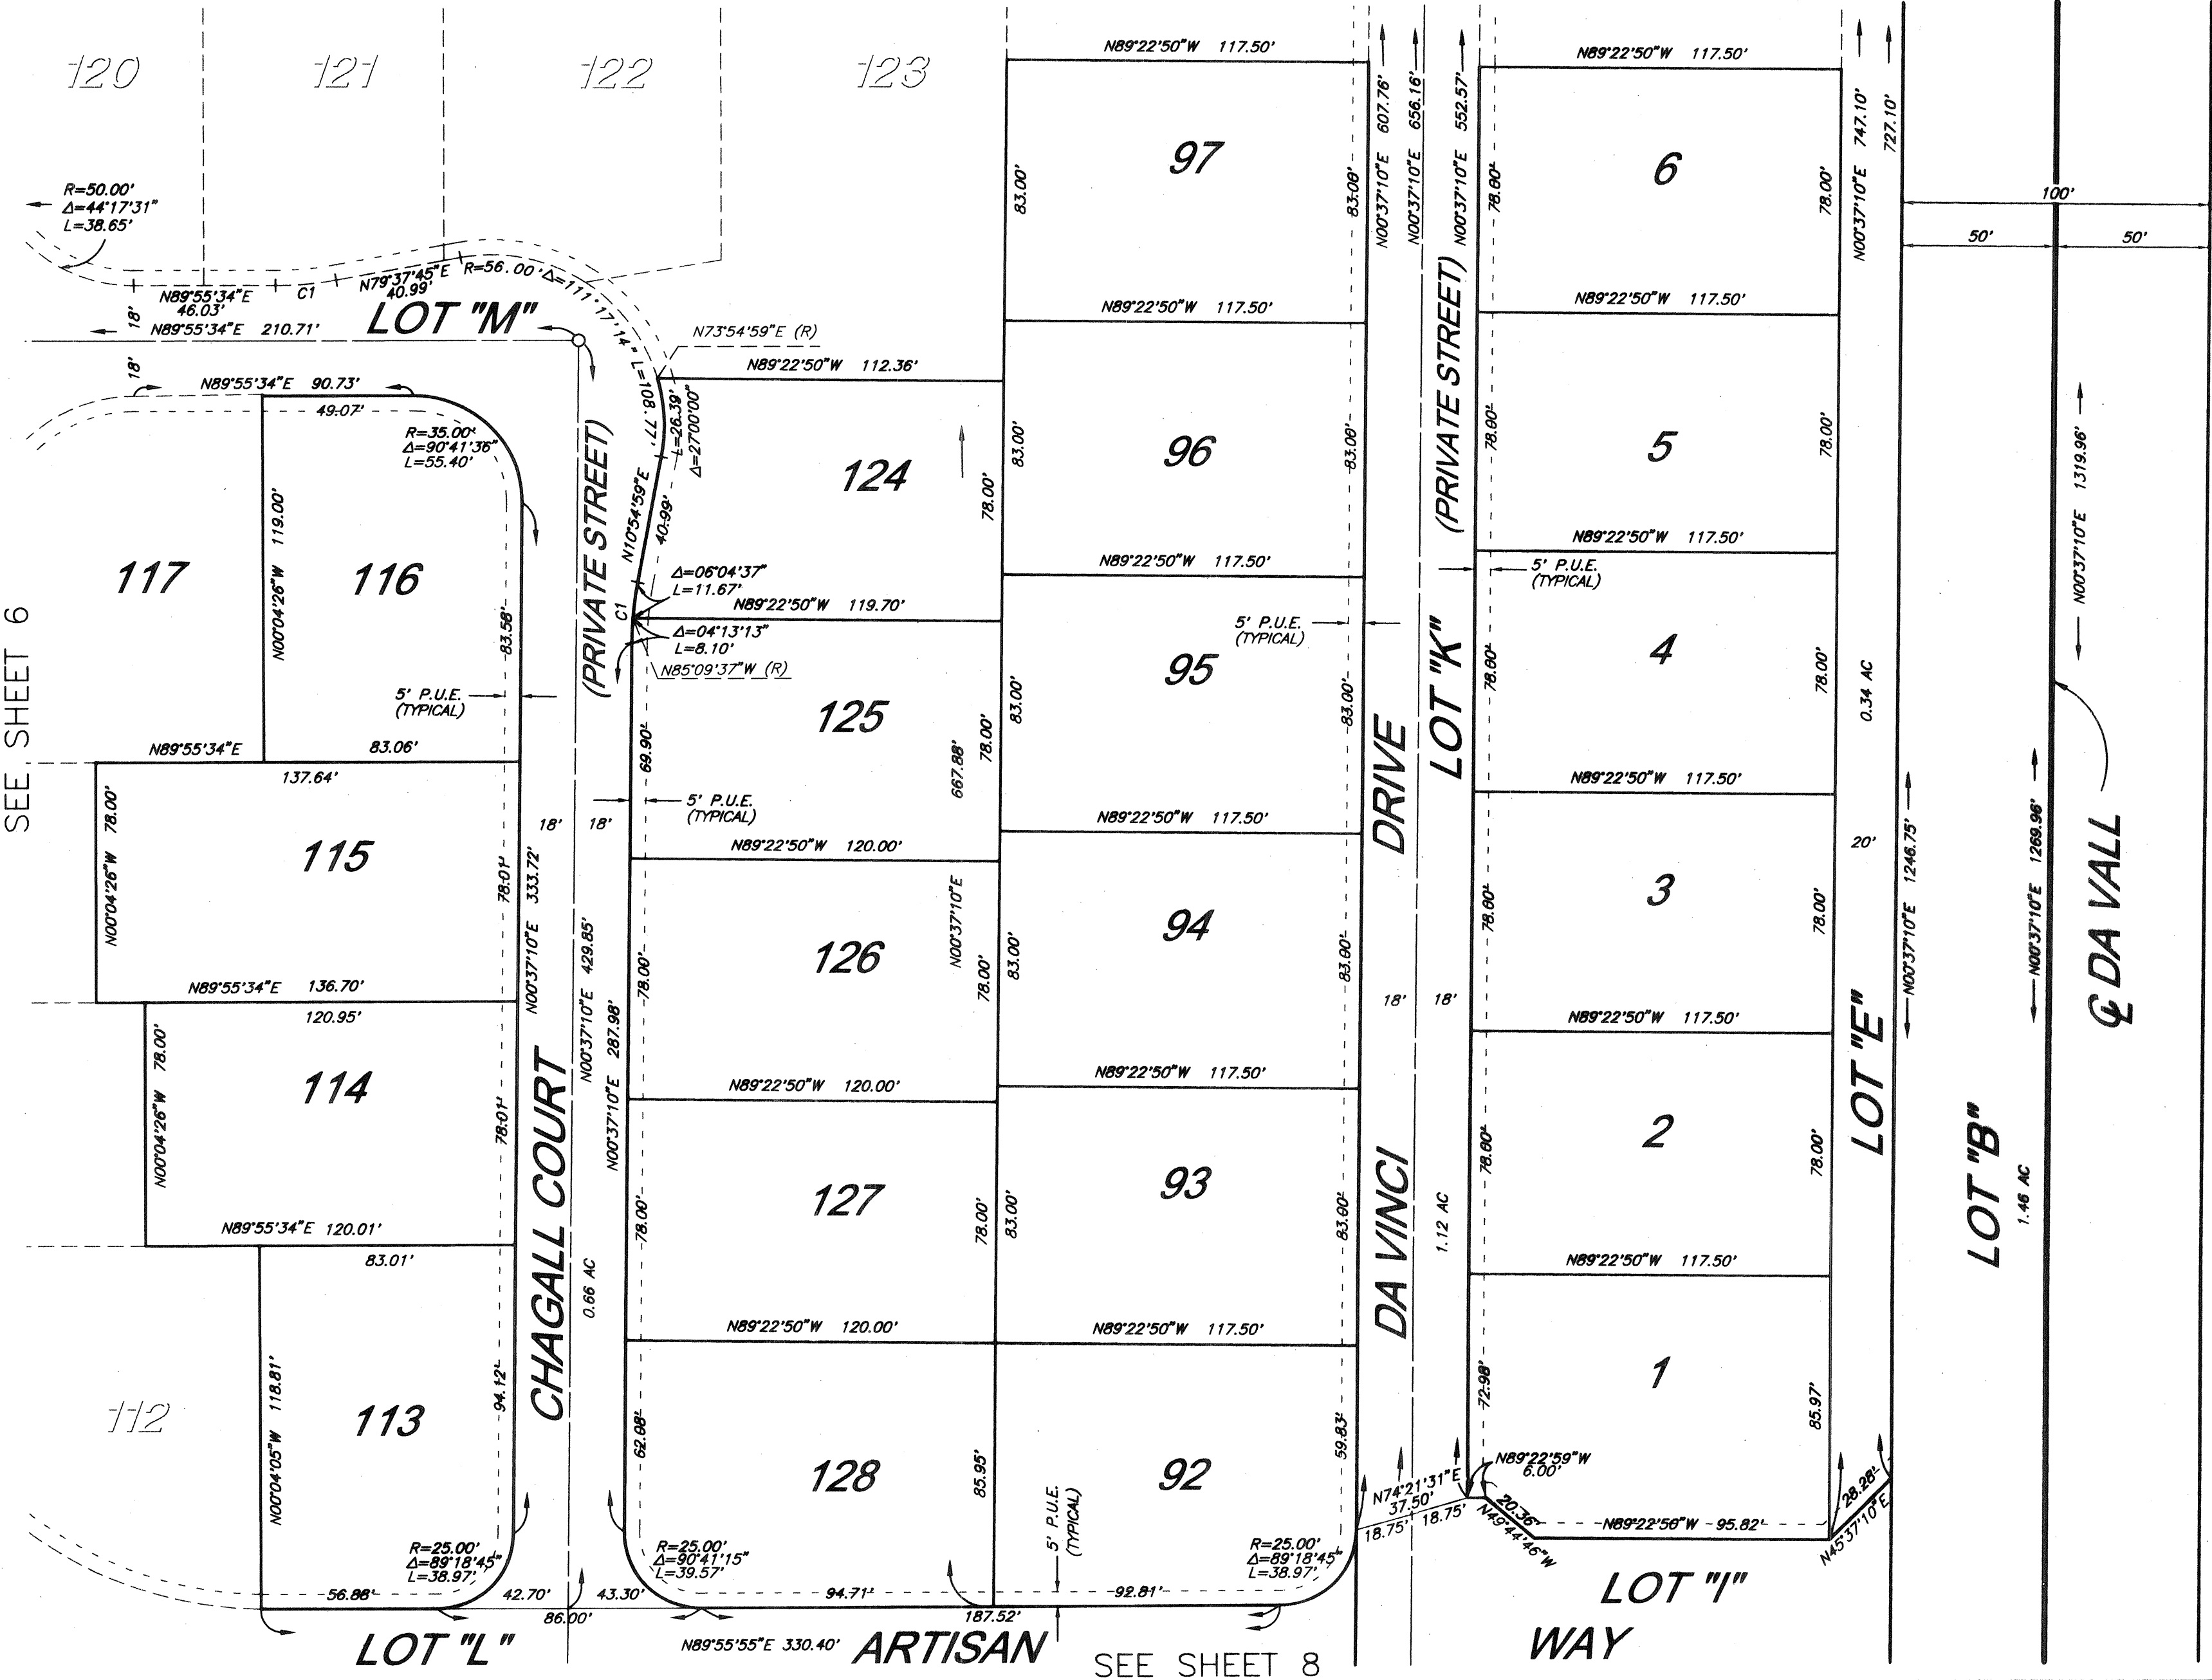 120
121
122
123
R=50.00'
Δ=44°17'31"
L=38.65'
N89°55'34"E
46.03'
C1
N79°37'45"E
40.99'
R=56.00' Δ=111°17'14" L=108.77'
18'
N89°55'34"E 210.71'
LOT "M"
18'
N89°55'34"E 90.73'
49.07'
R=35.00'
Δ=90°41'36"
L=55.40'
N73°54'59"E (R)
N89°22'50"W 112.36'
L=26.39'
Δ=27°00'00"
N10°54'59"E
40.99'
124
78.00'
Δ=06°04'37"
L=11.67'
N89°22'50"W 119.70'
C1
Δ=04°13'13"
L=8.10'
N85°09'37"W (R)
(PRIVATE STREET)
117
116
N00°04'26"W 119.00'
83.58'
5' P.U.E.
(TYPICAL)
N89°55'34"E
83.06'
137.64'
SEE SHEET 6
N00°04'26"W 78.00'
115
78.01'
N89°55'34"E 136.70'
120.95'
N00°04'26"W 78.00'
114
78.01'
N89°55'34"E 120.01'
83.01'
112
N00°04'05"W 118.81'
113
94.12'
R=25.00'
Δ=89°18'45"
L=38.97'
56.88'
42.70'
43.30'
86.00'
LOT "L"
CHAGALL COURT
18'
18'
N00°37'10"E 333.72'
N00°37'10"E 429.85'
N00°37'10"E 287.98'
0.66 AC
125
69.90'
5' P.U.E.
(TYPICAL)
667.88'
78.00'
N89°22'50"W 120.00'
126
78.00'
N00°37'10"E
78.00'
N89°22'50"W 120.00'
127
78.00'
78.00'
N89°22'50"W 120.00'
128
62.08'
85.95'
R=25.00'
Δ=90°41'15"
L=39.57'
94.71'
187.52'
N89°55'55"E 330.40'
ARTISAN
SEE SHEET 8
N89°22'50"W 117.50'
97
83.00'
83.00'
N89°22'50"W 117.50'
96
83.00'
83.00'
N89°22'50"W 117.50'
5' P.U.E.
(TYPICAL)
95
83.00'
83.00'
N89°22'50"W 117.50'
94
83.00'
83.00'
N89°22'50"W 117.50'
93
83.00'
83.00'
N89°22'50"W 117.50'
92
59.83'
5' P.U.E.
(TYPICAL)
R=25.00'
Δ=89°18'45"
L=38.97'
92.81'
N00°37'10"E 607.76'
N00°37'10"E 656.16'
N00°37'10"E 552.57'
LOT "K" (PRIVATE STREET)
DA VINCI DRIVE
18'
18'
1.12 AC
N74°21'31"E
37.50'
18.75'
18.75'
N89°22'50"W 117.50'
6
78.00'
78.00'
N89°22'50"W 117.50'
5
78.00'
78.00'
N89°22'50"W 117.50'
5' P.U.E.
(TYPICAL)
4
78.00'
78.00'
N89°22'50"W 117.50'
3
78.00'
78.00'
N89°22'50"W 117.50'
2
78.00'
78.00'
N89°22'50"W 117.50'
1
72.98'
85.97'
N89°22'59"W
6.00'
20.36'
N49°44'46"W
N89°22'50"W 95.82'
28.28'
N45°37'10"E
LOT "I"
WAY
N00°37'10"E 747.10'
727.10'
0.34 AC
20'
LOT "E"
N00°37'10"E 1246.75'
100'
50'
50'
N00°37'10"E 1319.96'
N00°37'10"E 1269.96'
℄ DA VALL
LOT "B"
1.46 AC